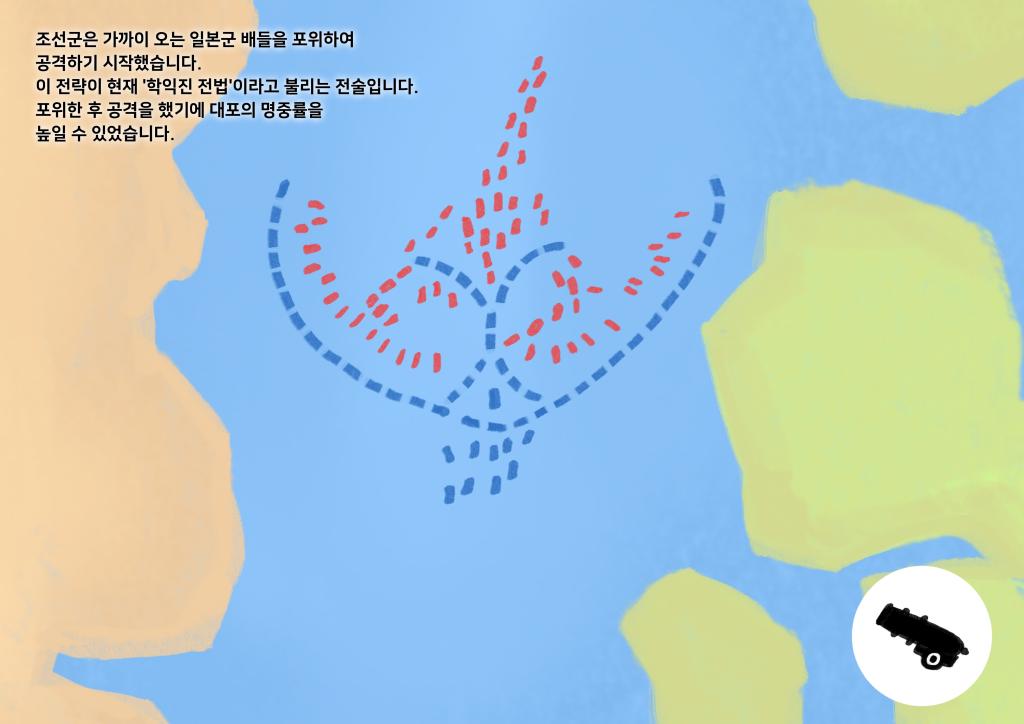 조선군은 가까이 오는 일본군 배들을 포위하여
공격하기 시작했습니다.
이 전략이 현재 '학익진 전법'이라고 불리는 전술입니다.
포위한 후 공격을 했기에 대포의 명중률을
높일 수 있었습니다.